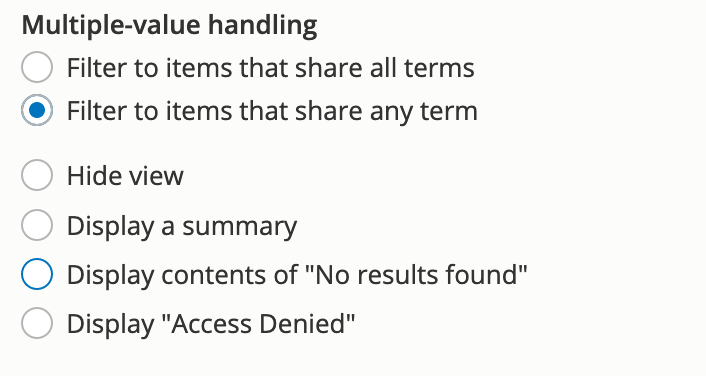 Multiple-value handling
Filter to items that share all terms
Filter to items that share any term
Hide view
Display a summary
Display contents of "No results found"
Display "Access Denied"